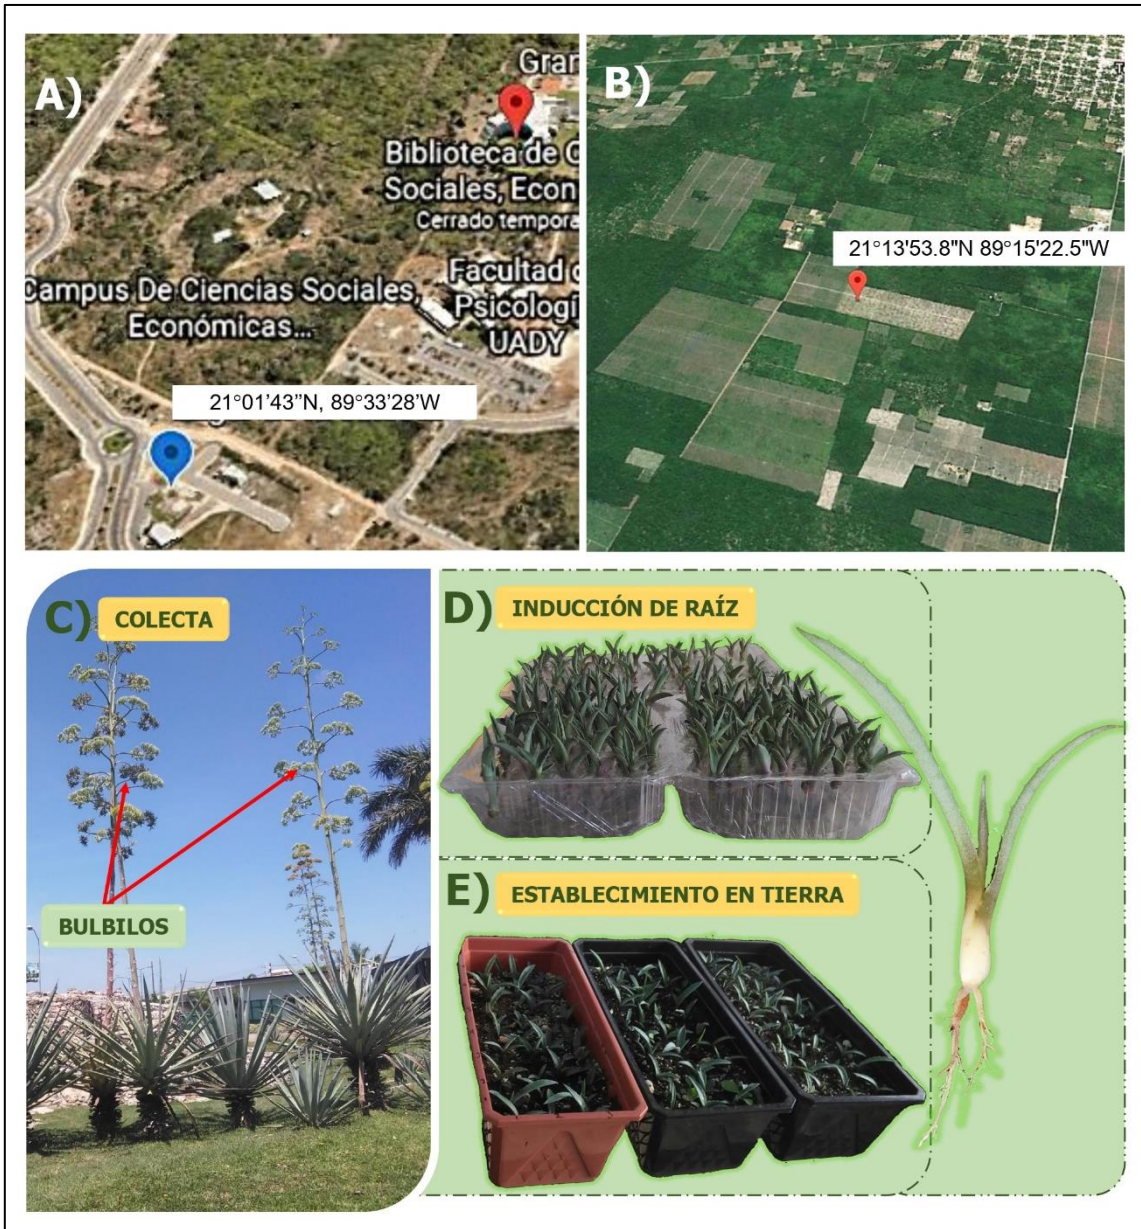 A)
Gran
Biblioteca de C
Sociales, Econ
Cerrado tempora
Facultad d
Campus De Ciencias Sociales,
Psicologí
Económicas...
UADY
21°01'43”N, 89°33'28’W
B)
21°13'53.8"N 89°15'22.5"W
C)
COLECTA
BULBILOS
D)
INDUCCIÓN DE RAÍZ
E)
ESTABLECIMIENTO EN TIERRA